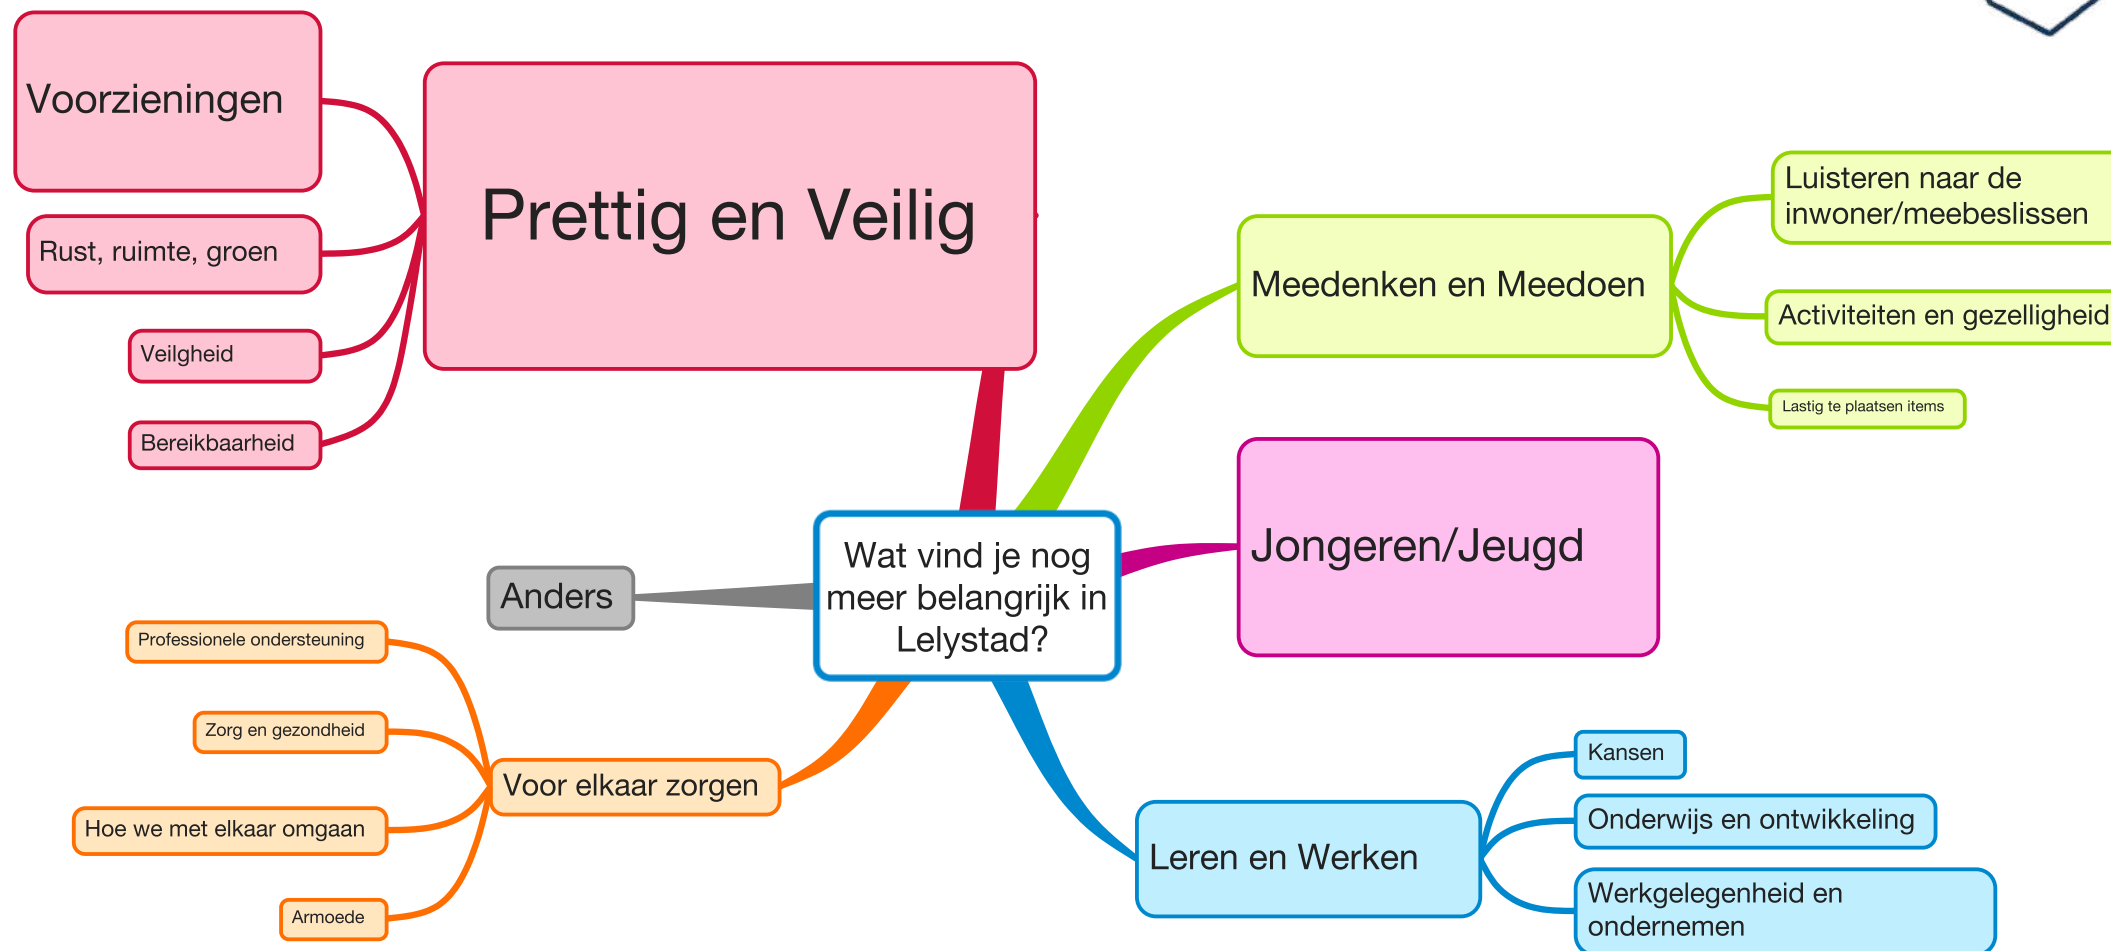 Voorzieningen
Rust, ruimte, groen
Veilgheid
Bereikbaarheid
Prettig en Veilig
Meedenken en Meedoen
Luisteren naar de
inwoner/meebeslissen
Activiteiten en gezelligheid
Lastig te plaatsen items
Jongeren/Jeugd
Wat vind je nog
meer belangrijk in
Lelystad?
Anders
Professionele ondersteuning
Zorg en gezondheid
Hoe we met elkaar omgaan
Armoede
Voor elkaar zorgen
Leren en Werken
Kansen
Onderwijs en ontwikkeling
Werkgelegenheid en
ondernemen